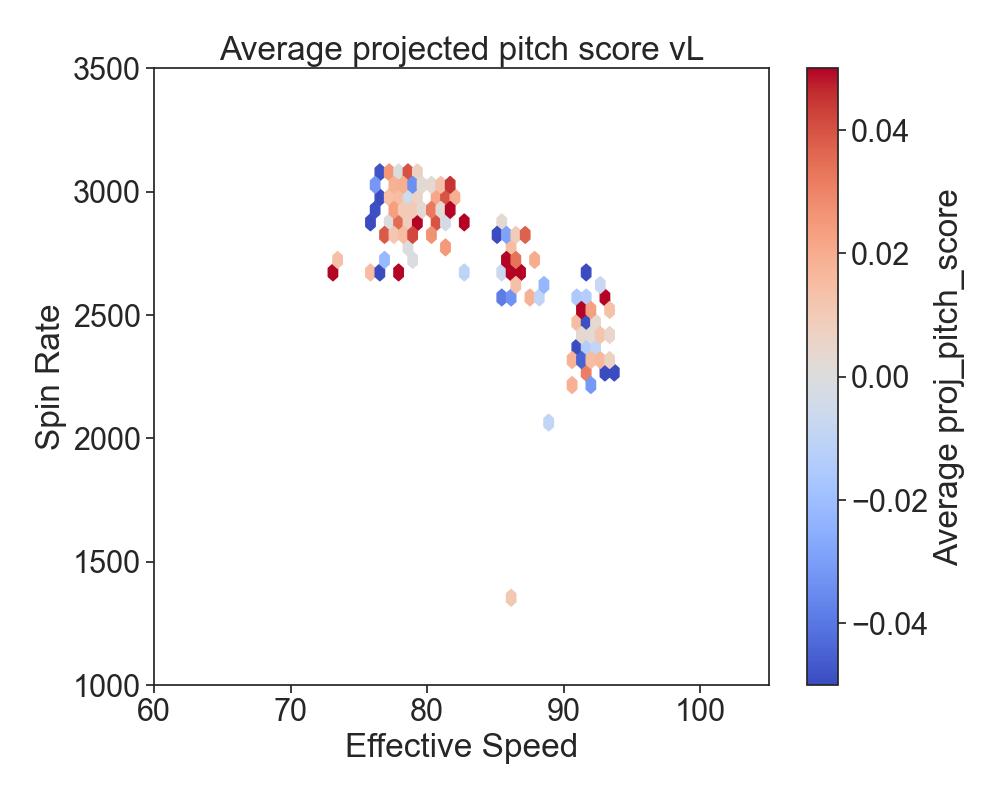 Average projected pitch score vL
3500
3000
2500
2000
1500
1000
Spin Rate
60 70 80 90 100
Effective Speed
0.04
0.02
0.00
−0.02
−0.04
Average proj_pitch_score